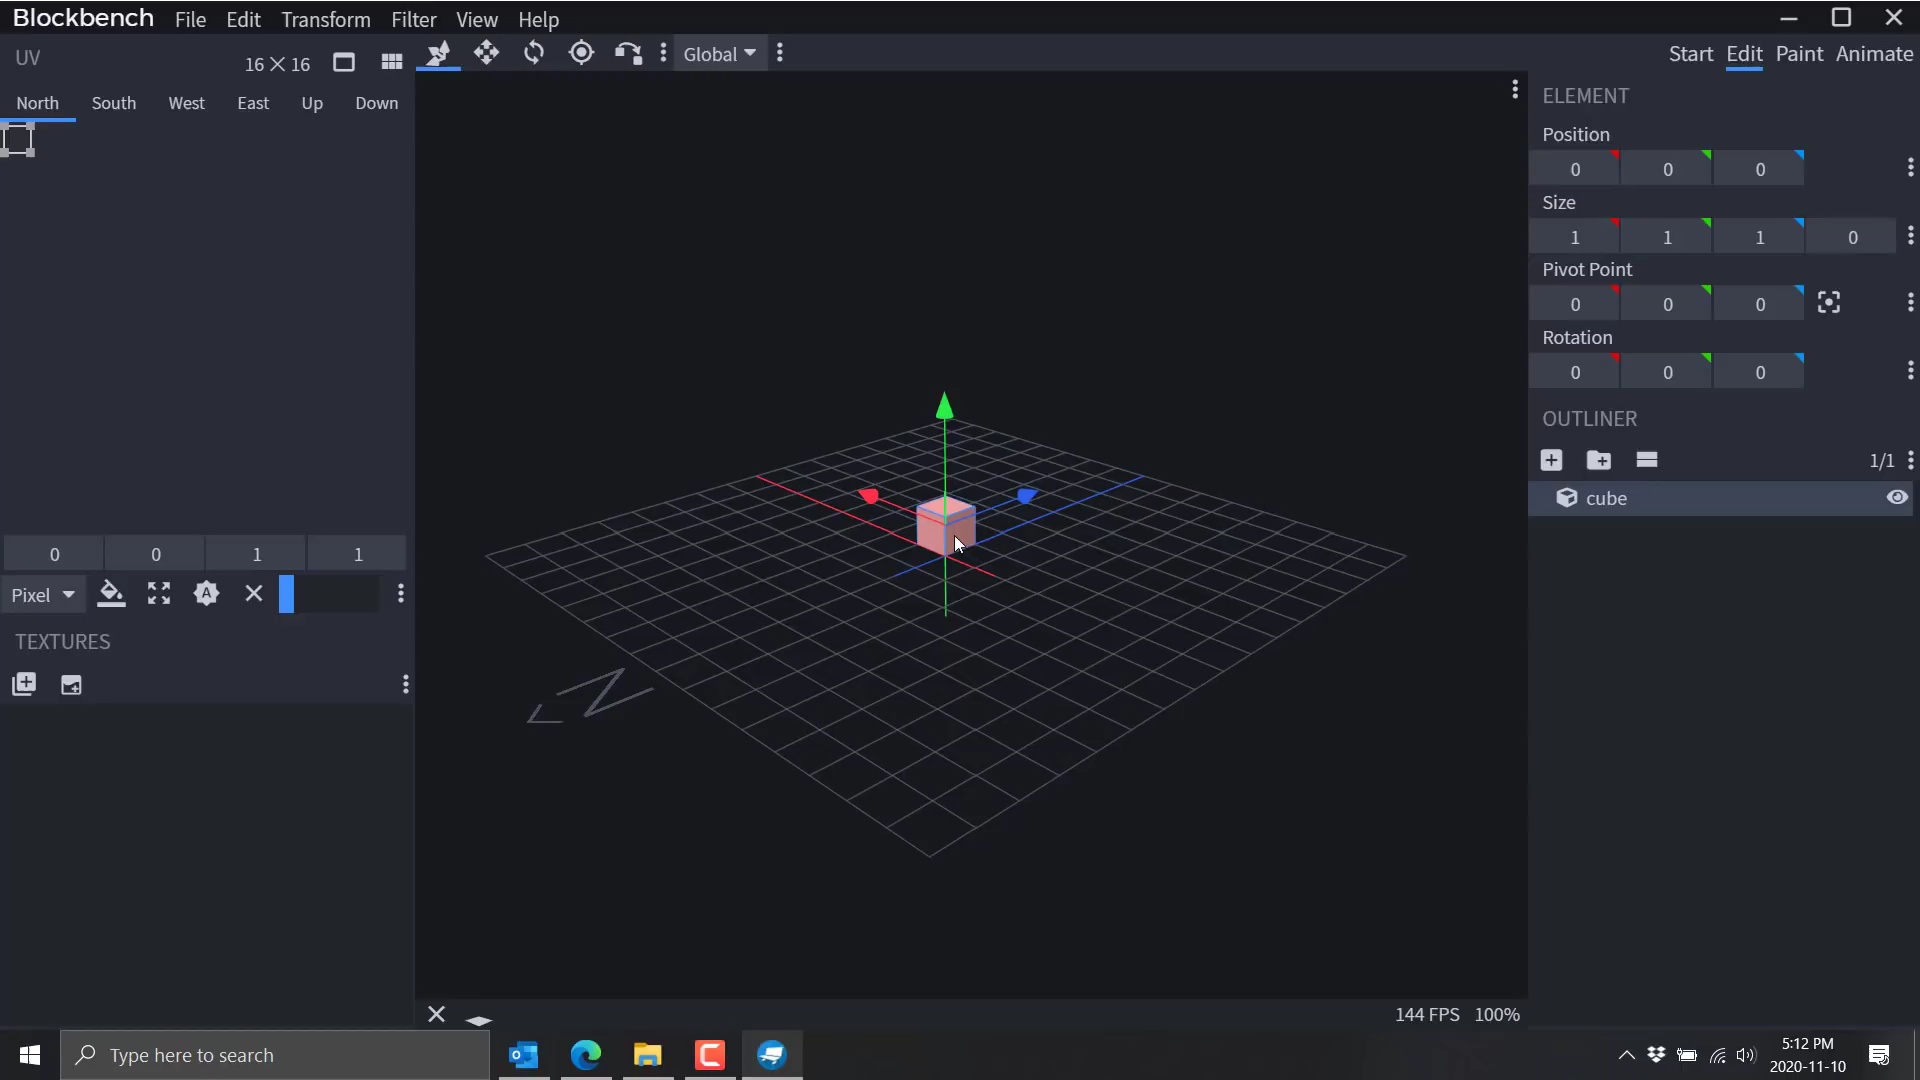 Blockbench File Edit Transform Filter View Help
UV 16 × 16 Global Start Edit Paint Animate
North South West East Up Down
ELEMENT
Position
0 0 0
Size
1 1 1 0
Pivot Point
0 0 0
Rotation
0 0 0
OUTLINER
1/1
cube
0 0 1 1
Pixel A
TEXTURES
N
144 FPS 100%
Type here to search
5:12 PM
2020-11-10